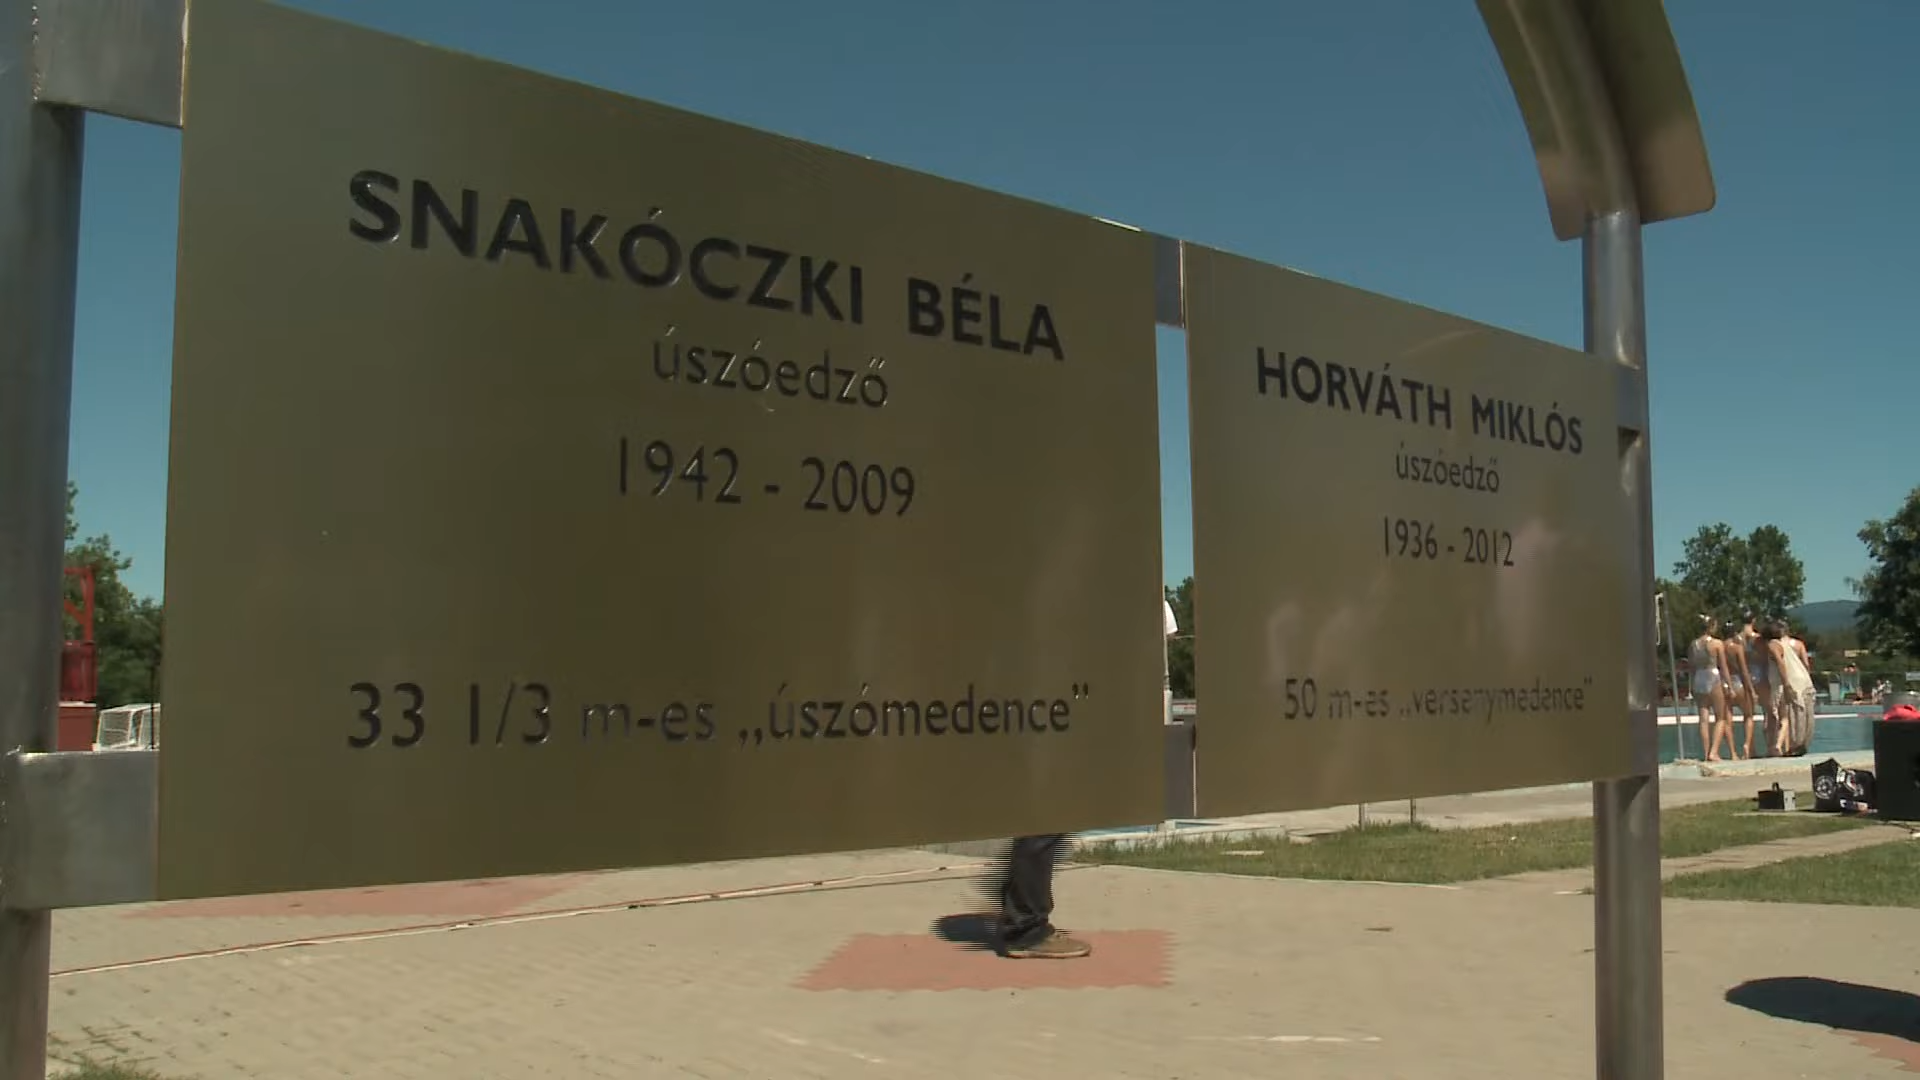 SNAKÓCZKI BÉLA
úszóedző
1942 - 2009
33 1/3 m-es „úszómedence"
HORVÁTH MIKLÓS
úszóedző
1936 - 2012
50 m-es „versenymedence"